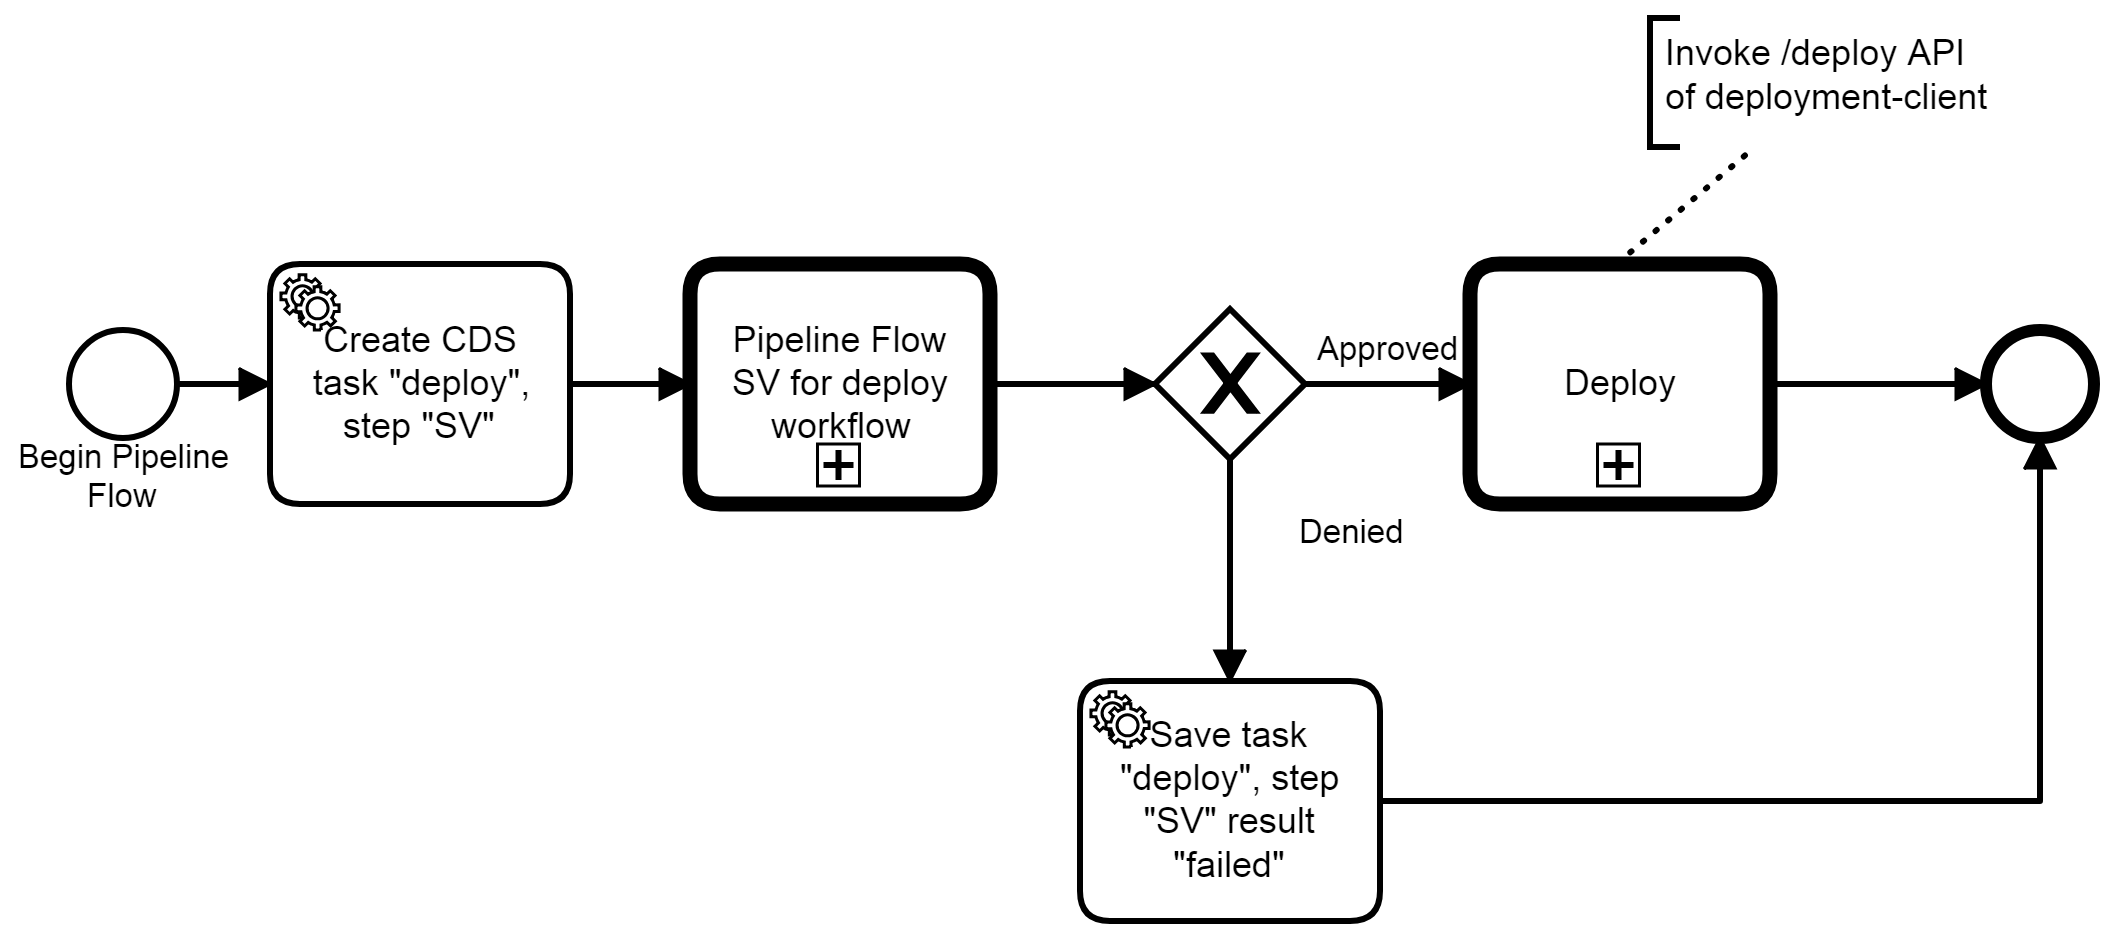 Invoke /deploy API
of deployment-client
Begin Pipeline
Flow
Create CDS
task "deploy",
step "SV"
Pipeline Flow
SV for deploy
workflow
X
Approved
Deploy
Denied
Save task
"deploy", step
"SV" result
"failed"